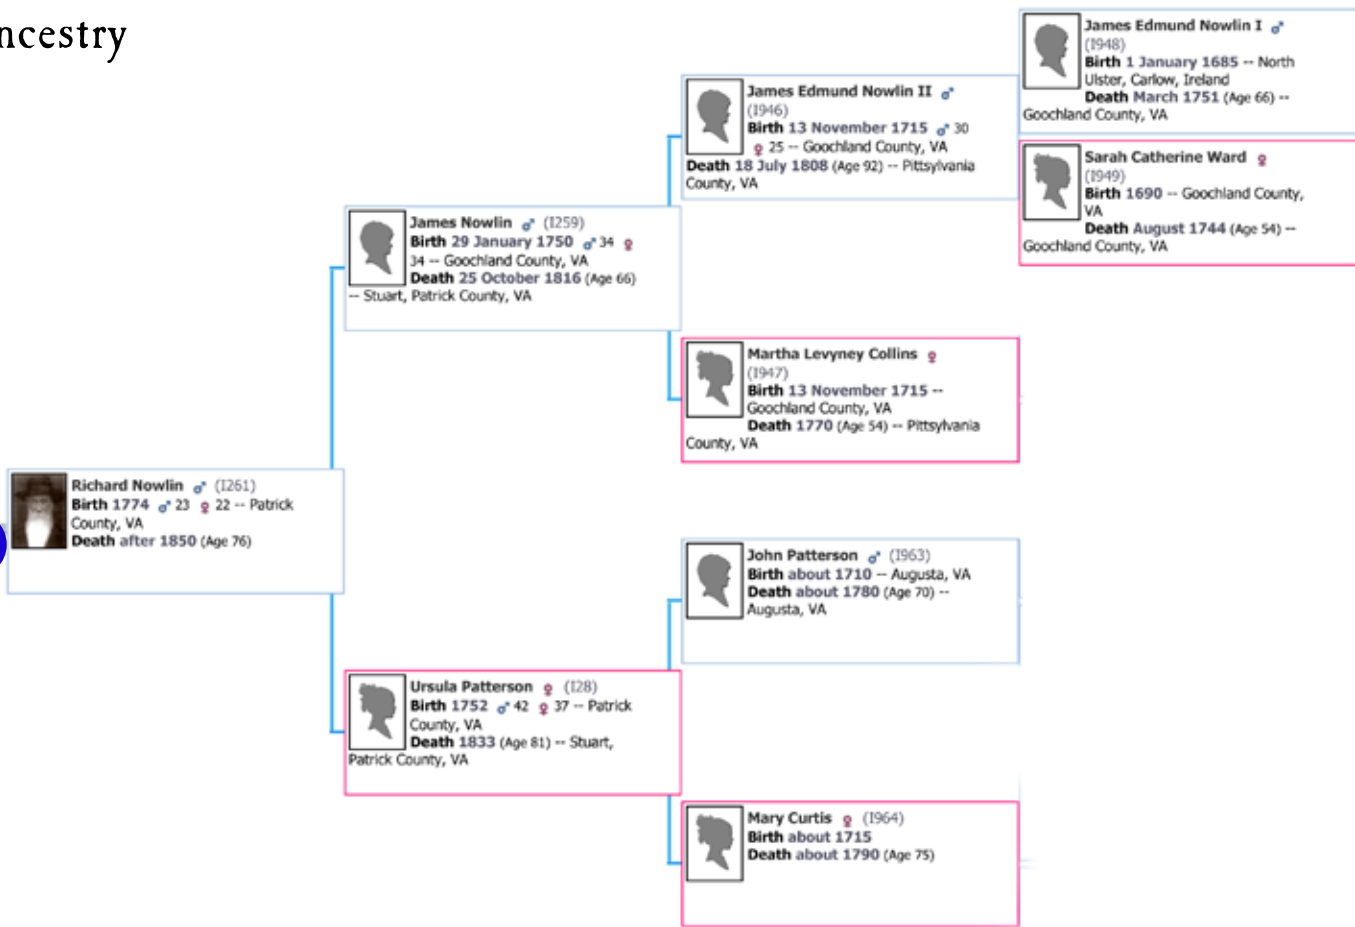 ncestry
James Edmund Nowlin I ♂
(I948)
Birth 1 January 1685 -- North
Ulster, Carlow, Ireland
Death March 1751 (Age 66) --
Goochland County, VA
James Edmund Nowlin II ♂
(I946)
Birth 13 November 1715 ♂ 30
♀ 25 -- Goochland County, VA
Death 18 July 1808 (Age 92) -- Pittsylvania
County, VA
Sarah Catherine Ward ♀
(I949)
Birth 1690 -- Goochland County,
VA
Death August 1744 (Age 54) --
Goochland County, VA
James Nowlin ♂ (I259)
Birth 29 January 1750 ♂ 34 ♀
34 -- Goochland County, VA
Death 25 October 1816 (Age 66)
-- Stuart, Patrick County, VA
Martha Levyney Collins ♀
(I947)
Birth 13 November 1715 --
Goochland County, VA
Death 1770 (Age 54) -- Pittsylvania
County, VA
Richard Nowlin ♂ (I261)
Birth 1774 ♂ 23 ♀ 22 -- Patrick
County, VA
Death after 1850 (Age 76)
John Patterson ♂ (I963)
Birth about 1710 -- Augusta, VA
Death about 1780 (Age 70) --
Augusta, VA
Ursula Patterson ♀ (I28)
Birth 1752 ♂ 42 ♀ 37 -- Patrick
County, VA
Death 1833 (Age 81) -- Stuart,
Patrick County, VA
Mary Curtis ♀ (I964)
Birth about 1715
Death about 1790 (Age 75)